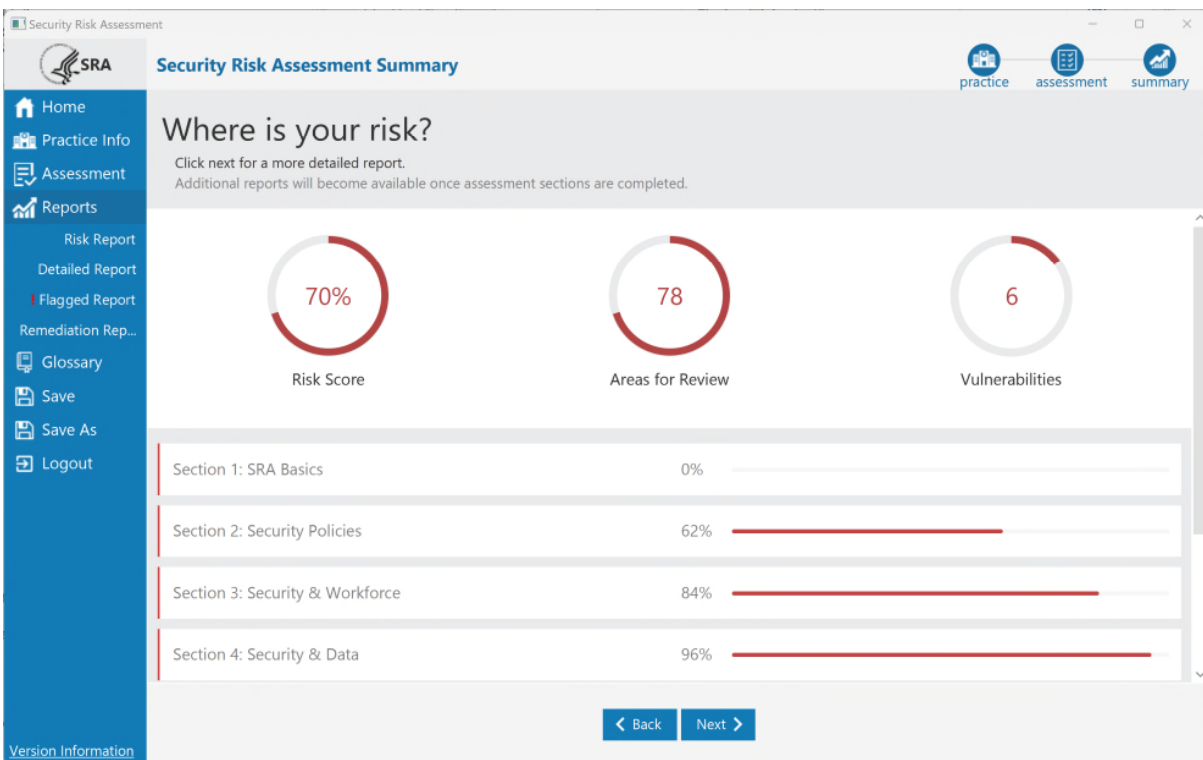 Security Risk Assessment
SRA
Security Risk Assessment Summary
practice
assessment
summary
Home
Practice Info
Assessment
Reports
Risk Report
Detailed Report
! Flagged Report
Remediation Rep...
Glossary
Save
Save As
Logout
Version Information
Where is your risk?
Click next for a more detailed report.
Additional reports will become available once assessment sections are completed.
70%
Risk Score
78
Areas for Review
6
Vulnerabilities
Section 1: SRA Basics 0%
Section 2: Security Policies 62%
Section 3: Security & Workforce 84%
Section 4: Security & Data 96%
Back
Next